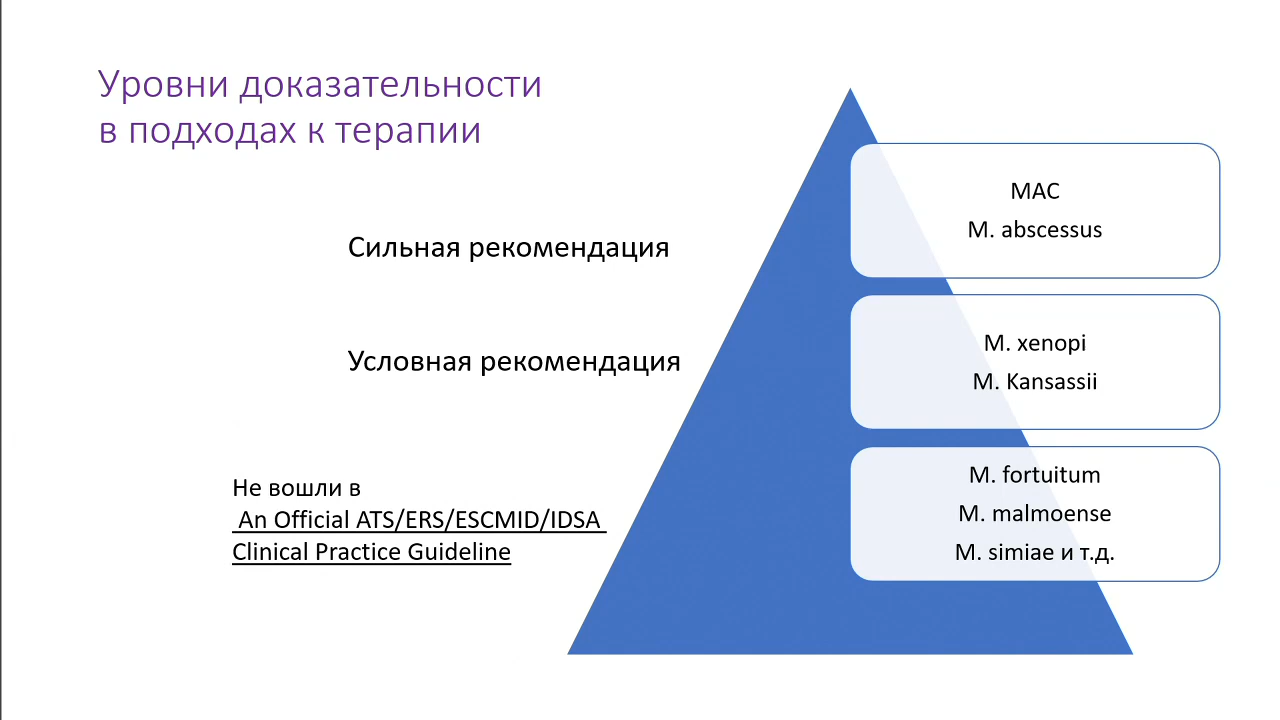 Уровни доказательности
в подходах к терапии
Сильная рекомендация
MAC
M. abscessus
Условная рекомендация
M. xenopi
M. Kansassii
Не вошли в
An Official ATS/ERS/ESCMID/IDSA
Clinical Practice Guideline
M. fortuitum
M. malmoense
M. simiae и т.д.